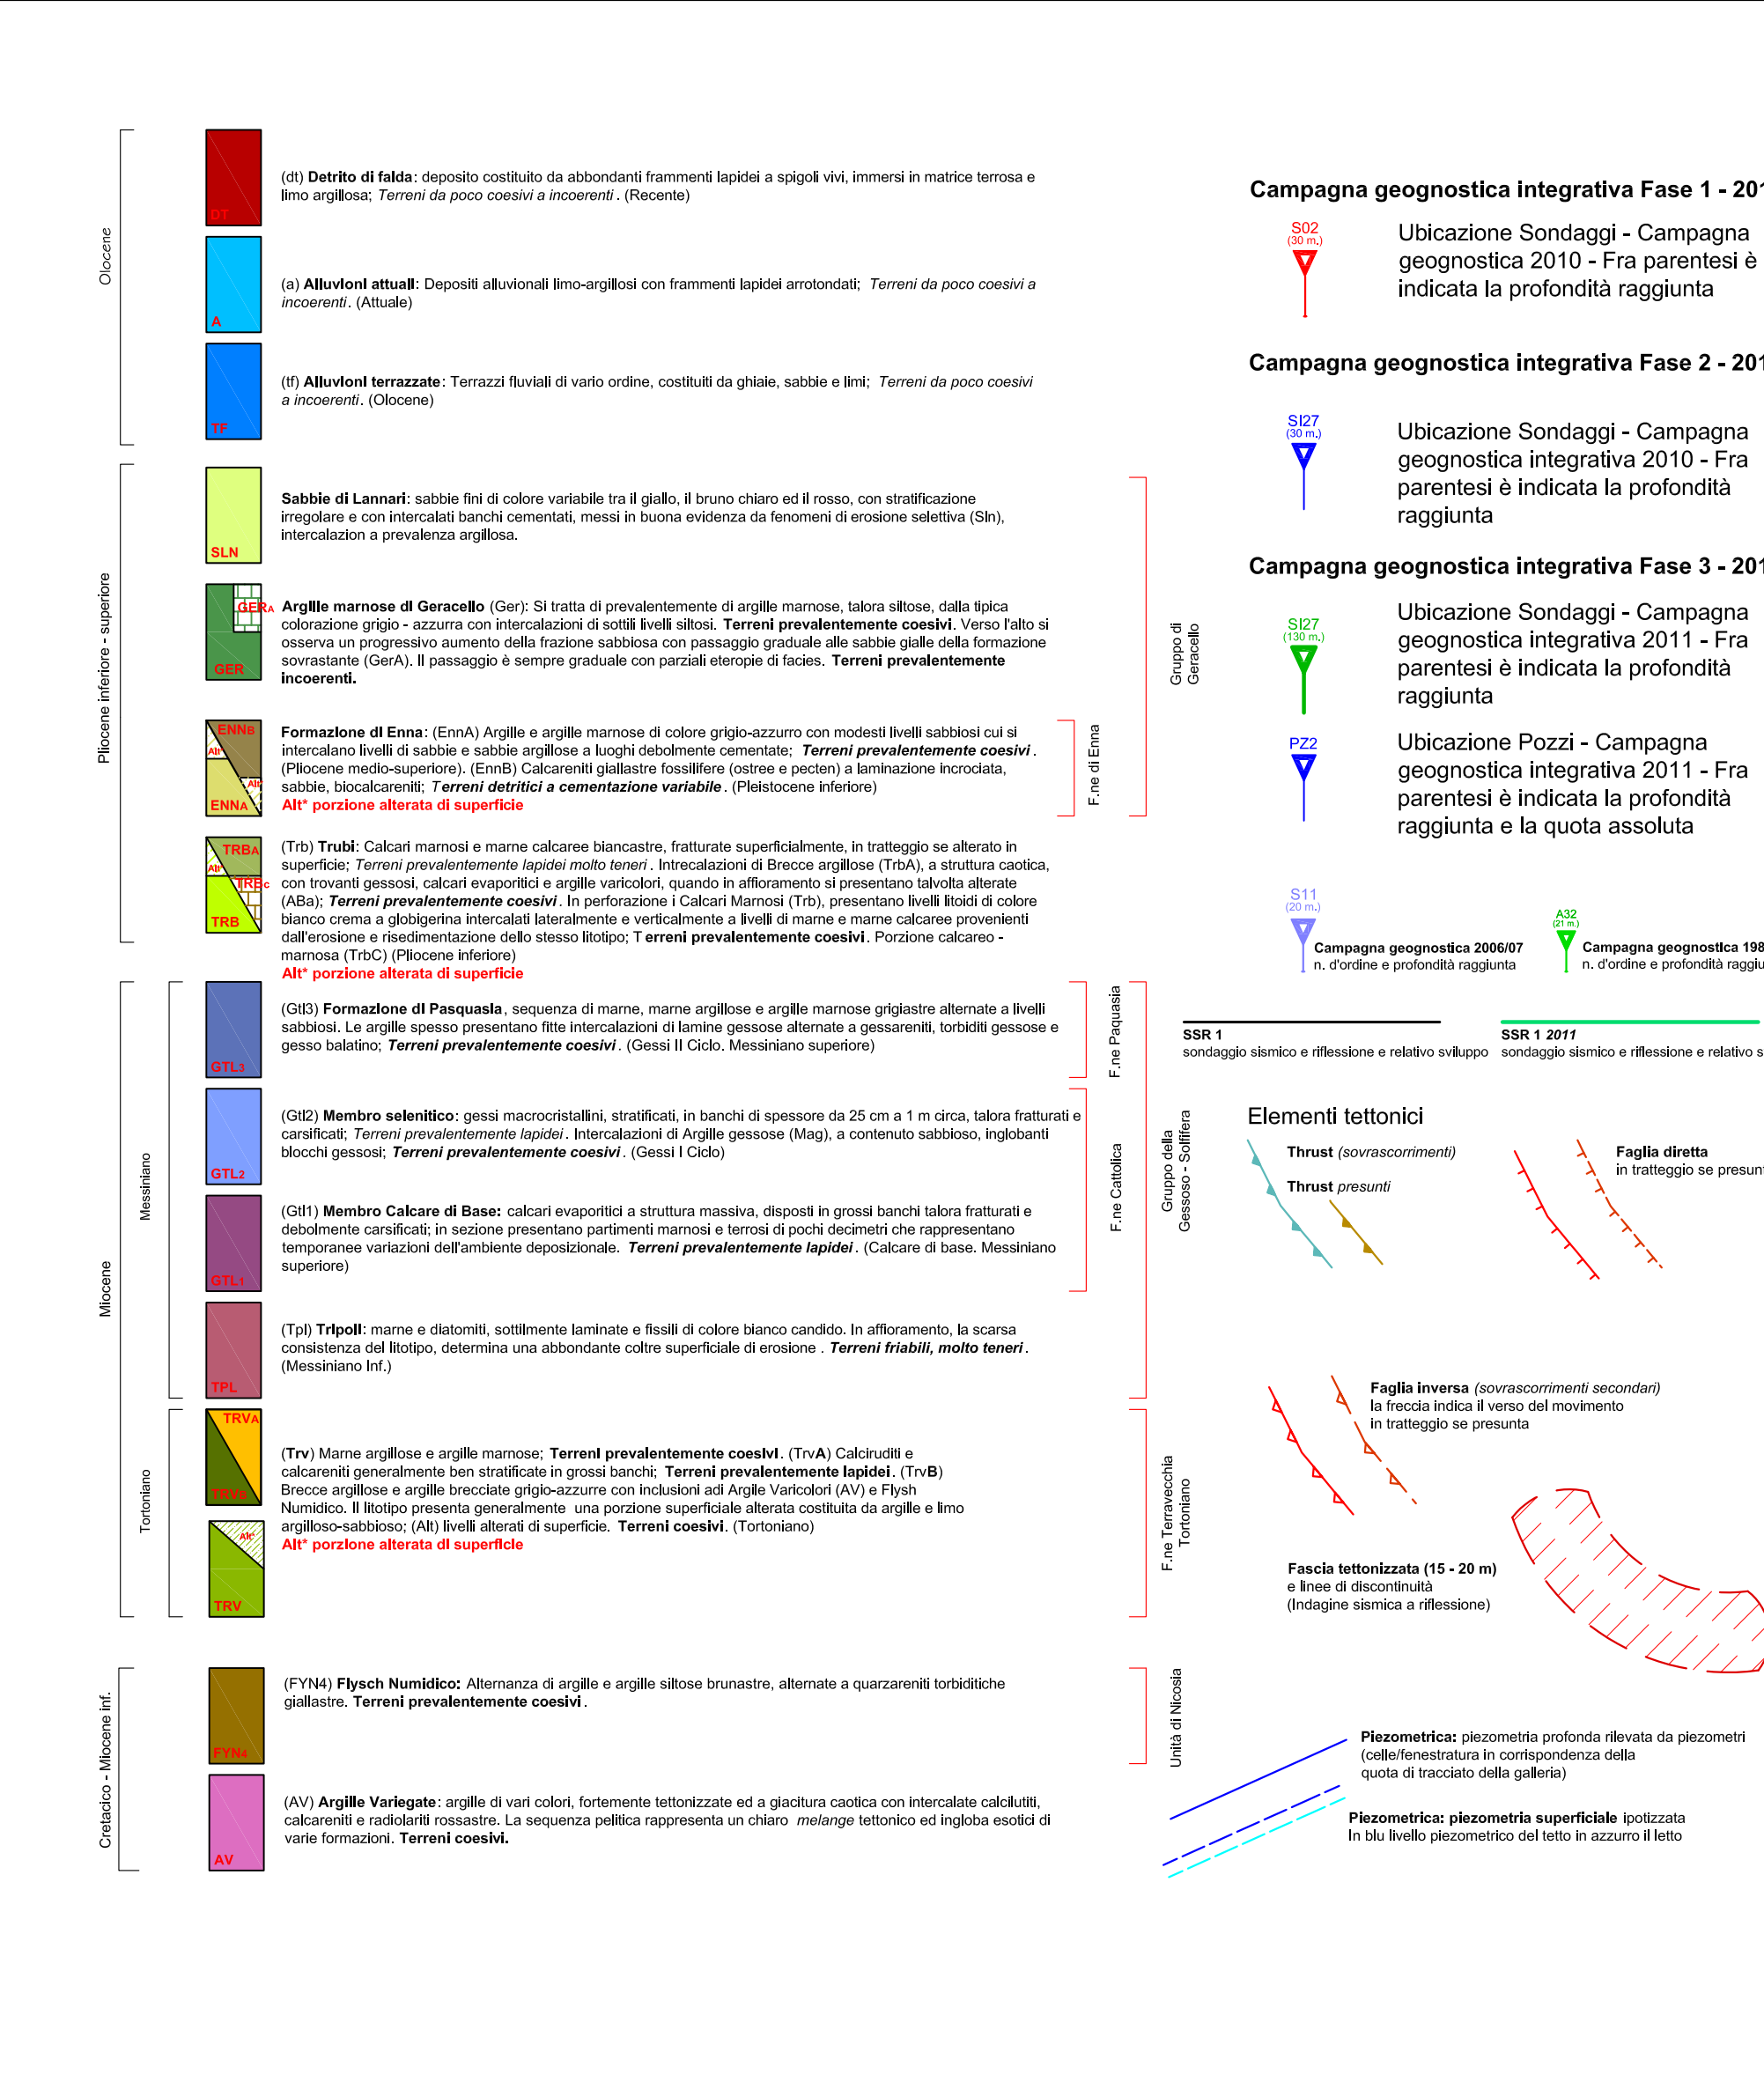 Olocene
DT
(dt) Detrito di falda: deposito costituito da abbondanti frammenti lapidei a spigoli vivi, immersi in matrice terrosa e
limo argillosa; Terreni da poco coesivi a incoerenti. (Recente)
A
(a) Alluvioni attuali: Depositi alluvionali limo-argillosi con frammenti lapidei arrotondati; Terreni da poco coesivi a
incoerenti. (Attuale)
TF
(tf) Alluvioni terrazzate: Terrazzi fluviali di vario ordine, costituiti da ghiaie, sabbie e limi; Terreni da poco coesivi
a incoerenti. (Olocene)
Pliocene inferiore - superiore
SLN
Sabbie di Lannari: sabbie fini di colore variabile tra il giallo, il bruno chiaro ed il rosso, con stratificazione
irregolare e con intercalati banchi cementati, messi in buona evidenza da fenomeni di erosione selettiva (Sln),
intercalazion a prevalenza argillosa.
GERA
GER
Argille marnose di Geracello (Ger): Si tratta di prevalentemente di argille marnose, talora siltose, dalla tipica
colorazione grigio - azzurra con intercalazioni di sottili livelli siltosi. Terreni prevalentemente coesivi. Verso l'alto si
osserva un progressivo aumento della frazione sabbiosa con passaggio graduale alle sabbie gialle della formazione
sovrastante (GerA). Il passaggio è sempre graduale con parziali eteropie di facies. Terreni prevalentemente
incoerenti.
ENNB
Alt*
Alt*
ENNA
Formazione di Enna: (EnnA) Argille e argille marnose di colore grigio-azzurro con modesti livelli sabbiosi cui si
intercalano livelli di sabbie e sabbie argillose a luoghi debolmente cementate; Terreni prevalentemente coesivi.
(Pliocene medio-superiore). (EnnB) Calcareniti giallastre fossilifere (ostree e pecten) a laminazione incrociata,
sabbie, biocalcareniti; Terreni detritici a cementazione variabile. (Pleistocene inferiore)
Alt* porzione alterata di superficie
F.ne di Enna
Gruppo di
Geracello
TRBA
Alt*
TRBC
TRB
(Trb) Trubi: Calcari marnosi e marne calcaree biancastre, fratturate superficialmente, in tratteggio se alterato in
superficie; Terreni prevalentemente lapidei molto teneri. Intrecalazioni di Brecce argillose (TrbA), a struttura caotica,
con trovanti gessosi, calcari evaporitici e argille varicolori, quando in affioramento si presentano talvolta alterate
(ABa); Terreni prevalentemente coesivi. In perforazione i Calcari Marnosi (Trb), presentano livelli litoidi di colore
bianco crema a globigerina intercalati lateralmente e verticalmente a livelli di marne e marne calcaree provenienti
dall'erosione e risedimentazione dello stesso litotipo; T erreni prevalentemente coesivi. Porzione calcareo -
marnosa (TrbC) (Pliocene inferiore)
Alt* porzione alterata di superficie
Miocene
Messiniano
GTL3
(Gtl3) Formazione di Pasquasia, sequenza di marne, marne argillose e argille marnose grigiastre alternate a livelli
sabbiosi. Le argille spesso presentano fitte intercalazioni di lamine gessose alternate a gessareniti, torbiditi gessose e
gesso balatino; Terreni prevalentemente coesivi. (Gessi II Ciclo. Messiniano superiore)
F.ne Paquasia
GTL2
(Gtl2) Membro selenitico: gessi macrocristallini, stratificati, in banchi di spessore da 25 cm a 1 m circa, talora fratturati e
carsificati; Terreni prevalentemente lapidei. Intercalazioni di Argille gessose (Mag), a contenuto sabbioso, inglobanti
blocchi gessosi; Terreni prevalentemente coesivi. (Gessi I Ciclo)
GTL1
(Gtl1) Membro Calcare di Base: calcari evaporitici a struttura massiva, disposti in grossi banchi talora fratturati e
debolmente carsificati; in sezione presentano partimenti marnosi e terrosi di pochi decimetri che rappresentano
temporanee variazioni dell'ambiente deposizionale. Terreni prevalentemente lapidei. (Calcare di base. Messiniano
superiore)
F.ne Cattolica
Gruppo della
Gessoso - Solfifera
TPL
(Tpl) Tripoli: marne e diatomiti, sottilmente laminate e fissili di colore bianco candido. In affioramento, la scarsa
consistenza del litotipo, determina una abbondante coltre superficiale di erosione . Terreni friabili, molto teneri.
(Messiniano Inf.)
Tortoniano
TRVA
TRVB
Alt*
TRV
(Trv) Marne argillose e argille marnose; Terreni prevalentemente coesivi. (TrvA) Calciruditi e
calcareniti generalmente ben stratificate in grossi banchi; Terreni prevalentemente lapidei. (TrvB)
Brecce argillose e argille brecciate grigio-azzurre con inclusioni adi Argile Varicolori (AV) e Flysh
Numidico. Il litotipo presenta generalmente una porzione superficiale alterata costituita da argille e limo
argilloso-sabbioso; (Alt) livelli alterati di superficie. Terreni coesivi. (Tortoniano)
Alt* porzione alterata di superficie
F.ne Terravecchia
Tortoniano
Cretacico - Miocene inf.
FYN4
(FYN4) Flysch Numidico: Alternanza di argille e argille siltose brunastre, alternate a quarzareniti torbiditiche
giallastre. Terreni prevalentemente coesivi.
Unità di Nicosia
AV
(AV) Argille Variegate: argille di vari colori, fortemente tettonizzate ed a giacitura caotica con intercalate calcilutiti,
calcareniti e radiolariti rossastre. La sequenza pelitica rappresenta un chiaro melange tettonico ed ingloba esotici di
varie formazioni. Terreni coesivi.
Campagna geognostica integrativa Fase 1 - 201
S02
(30 m.)
Ubicazione Sondaggi - Campagna
geognostica 2010 - Fra parentesi è
indicata la profondità raggiunta
Campagna geognostica integrativa Fase 2 - 201
SI27
(30 m.)
Ubicazione Sondaggi - Campagna
geognostica integrativa 2010 - Fra
parentesi è indicata la profondità
raggiunta
Campagna geognostica integrativa Fase 3 - 201
SI27
(130 m.)
Ubicazione Sondaggi - Campagna
geognostica integrativa 2011 - Fra
parentesi è indicata la profondità
raggiunta
PZ2
Ubicazione Pozzi - Campagna
geognostica integrativa 2011 - Fra
parentesi è indicata la profondità
raggiunta e la quota assoluta
S11
(20 m.)
Campagna geognostica 2006/07
n. d'ordine e profondità raggiunta
A32
(21 m.)
Campagna geognostica 198
n. d'ordine e profondità raggiu
SSR 1
sondaggio sismico e riflessione e relativo sviluppo
SSR 1 2011
sondaggio sismico e riflessione e relativo s
Elementi tettonici
Thrust (sovrascorrimenti)
Thrust presunti
Faglia diretta
in tratteggio se presun
Faglia inversa (sovrascorrimenti secondari)
la freccia indica il verso del movimento
in tratteggio se presunta
Fascia tettonizzata (15 - 20 m)
e linee di discontinuità
(Indagine sismica a riflessione)
Piezometrica: piezometria profonda rilevata da piezometri
(celle/fenestratura in corrispondenza della
quota di tracciato della galleria)
Piezometrica: piezometria superficiale ipotizzata
In blu livello piezometrico del tetto in azzurro il letto